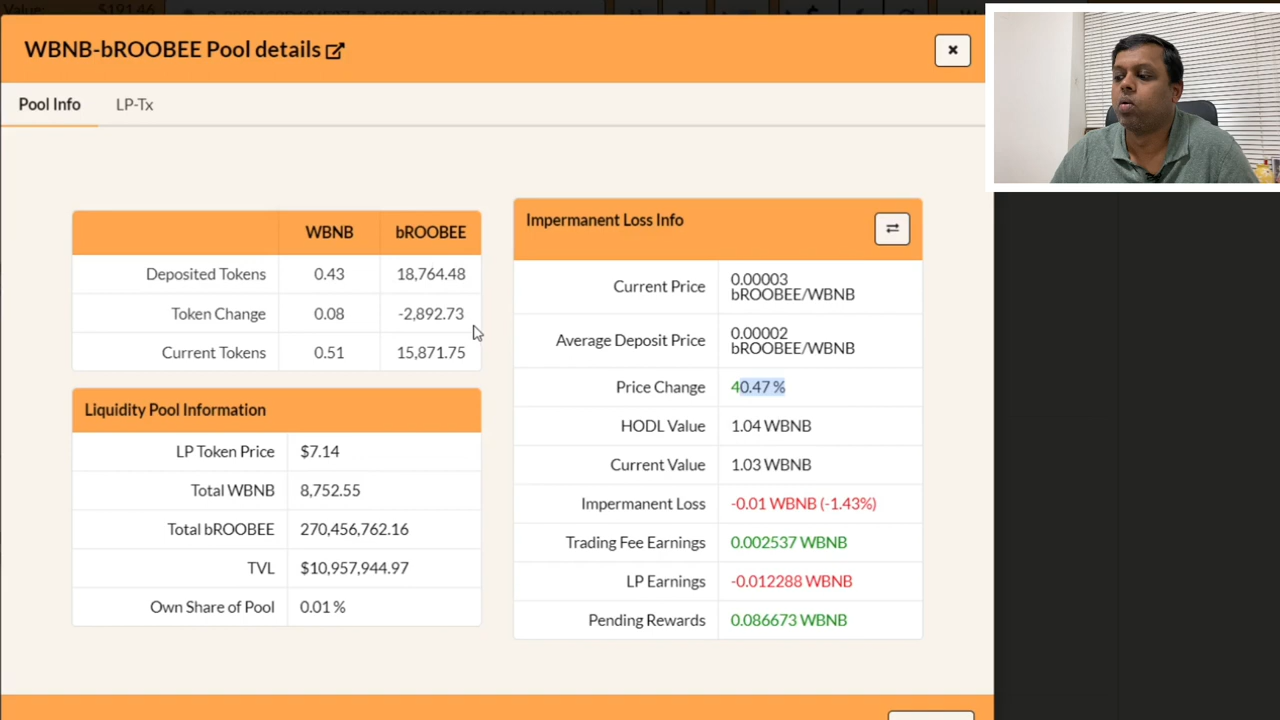 Value: $191.46
WBNB-bROOBEE Pool details
Pool Info LP-Tx
WBNB bROOBEE
Deposited Tokens 0.43 18,764.48
Token Change 0.08 -2,892.73
Current Tokens 0.51 15,871.75
Liquidity Pool Information
LP Token Price $7.14
Total WBNB 8,752.55
Total bROOBEE 270,456,762.16
TVL $10,957,944.97
Own Share of Pool 0.01 %
Impermanent Loss Info
Current Price 0.00003
bROOBEE/WBNB
Average Deposit Price 0.00002
bROOBEE/WBNB
Price Change 40.47 %
HODL Value 1.04 WBNB
Current Value 1.03 WBNB
Impermanent Loss -0.01 WBNB (-1.43%)
Trading Fee Earnings 0.002537 WBNB
LP Earnings -0.012288 WBNB
Pending Rewards 0.086673 WBNB